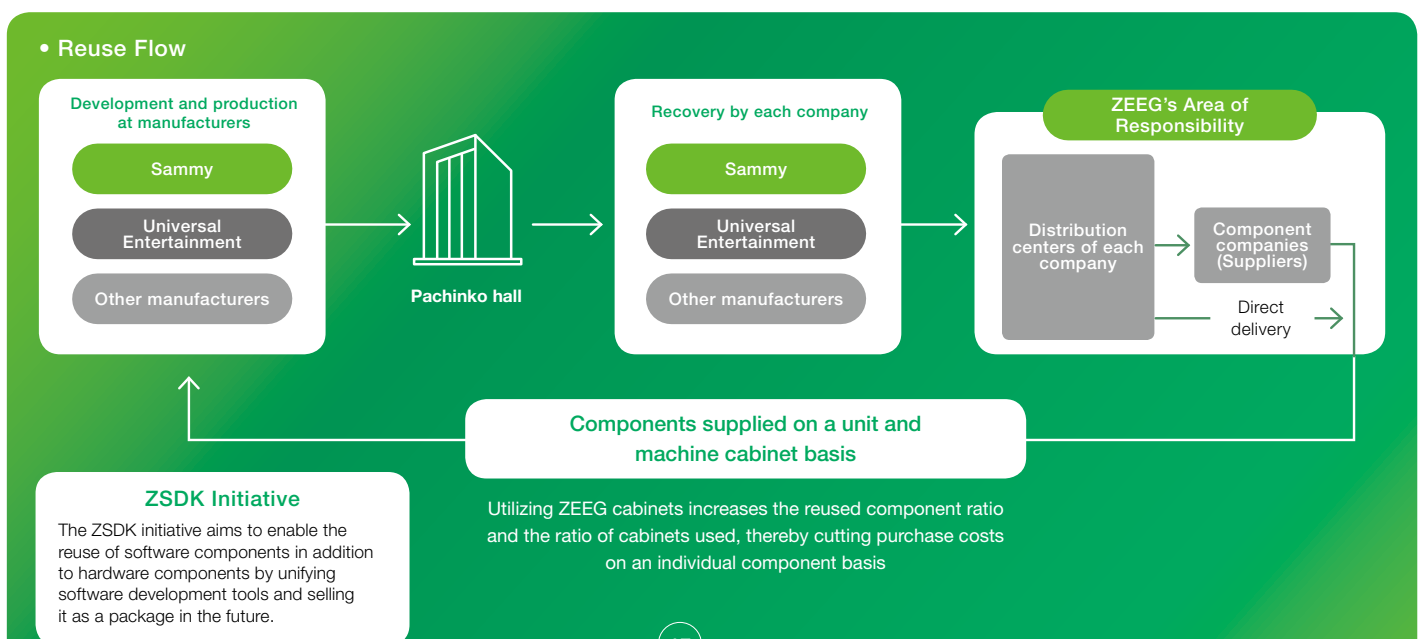 • Reuse Flow
Development and production
at manufacturers
Sammy
Universal
Entertainment
Other manufacturers
Pachinko hall
Recovery by each company
Sammy
Universal
Entertainment
Other manufacturers
ZEEG's Area of
Responsibility
Distribution
centers of each
company
Component
companies
(Suppliers)
Direct
delivery
Components supplied on a unit and
machine cabinet basis
Utilizing ZEEG cabinets increases the reused component ratio
and the ratio of cabinets used, thereby cutting purchase costs
on an individual component basis
ZSDK Initiative
The ZSDK initiative aims to enable the
reuse of software components in addition
to hardware components by unifying
software development tools and selling
it as a package in the future.